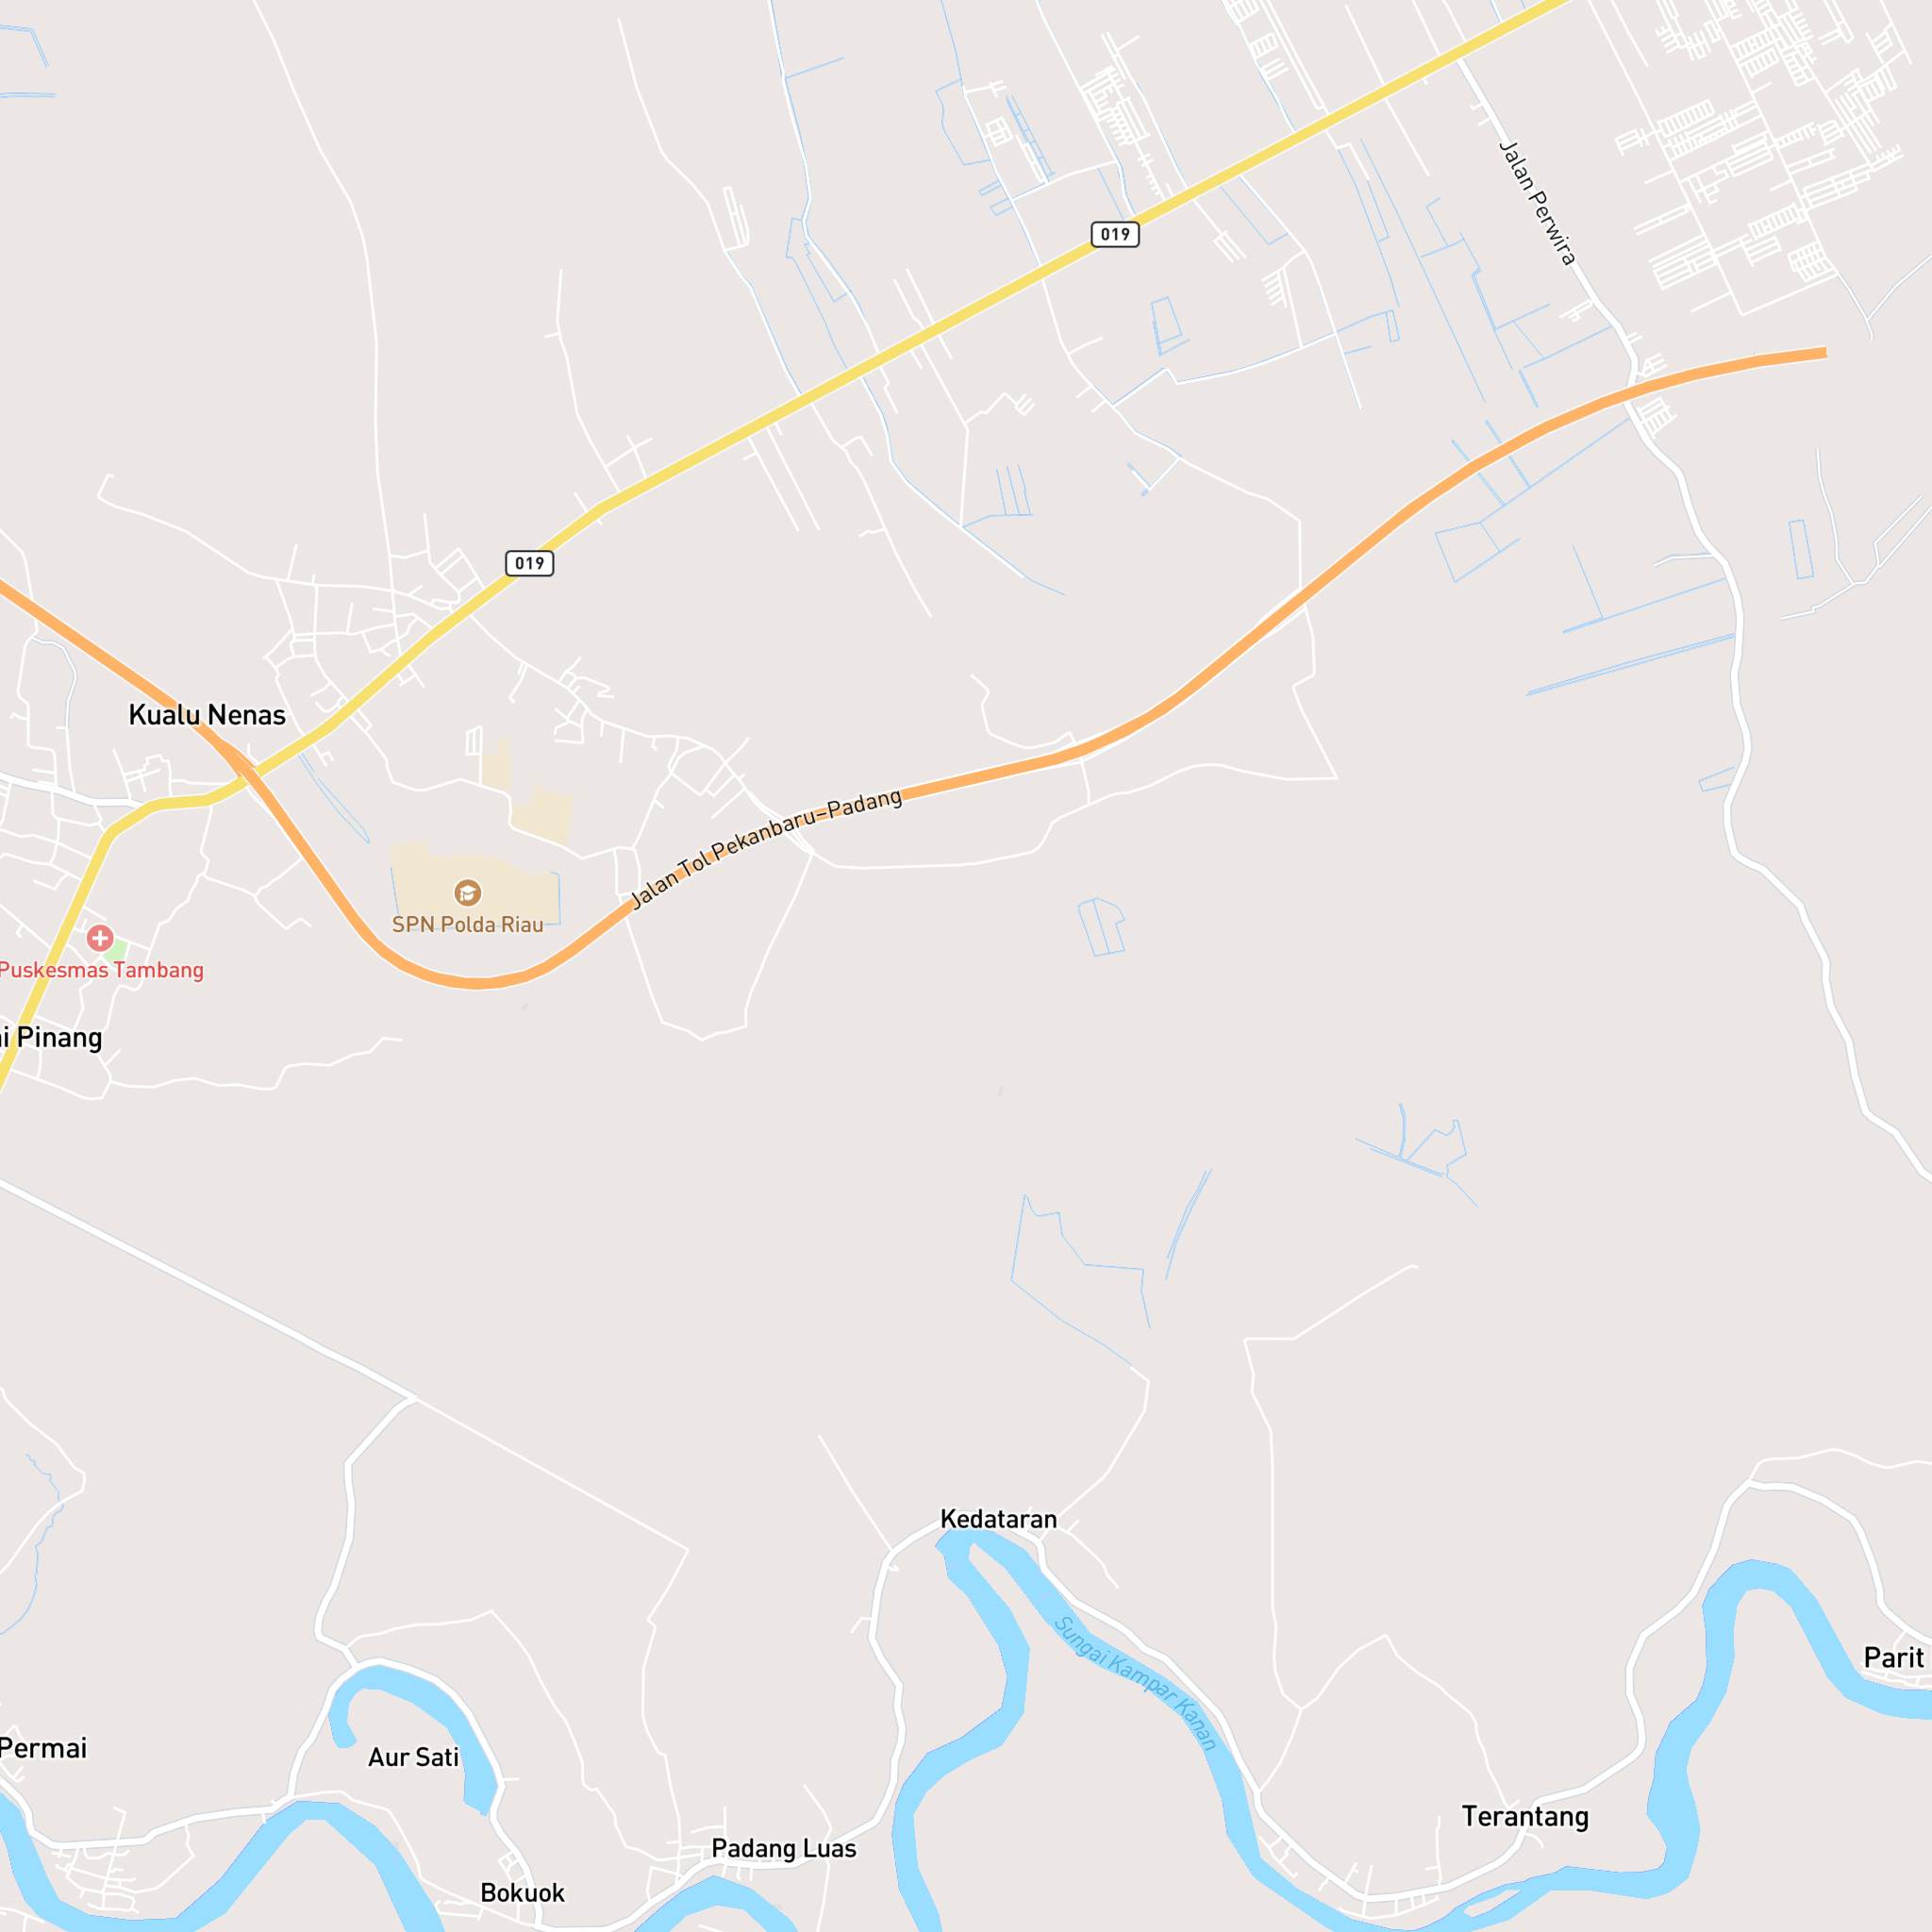 Jalan Perwira
019
019
Kualu Nenas
Jalan Tol Pekanbaru-Padang
SPN Polda Riau
Puskesmas Tambang
i Pinang
Kedataran
Sungai Kampar Kanan
Parit
Permai
Aur Sati
Terantang
Padang Luas
Bokuok